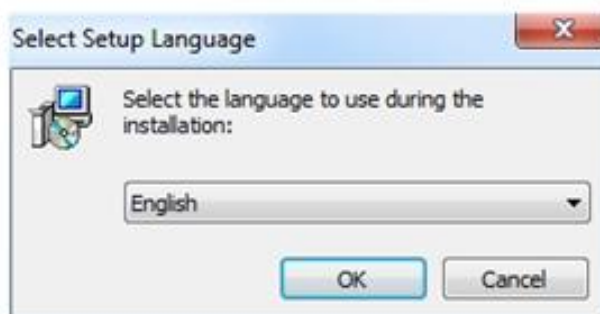 Select Setup Language
Select the language to use during the
installation:
English
OK
Cancel